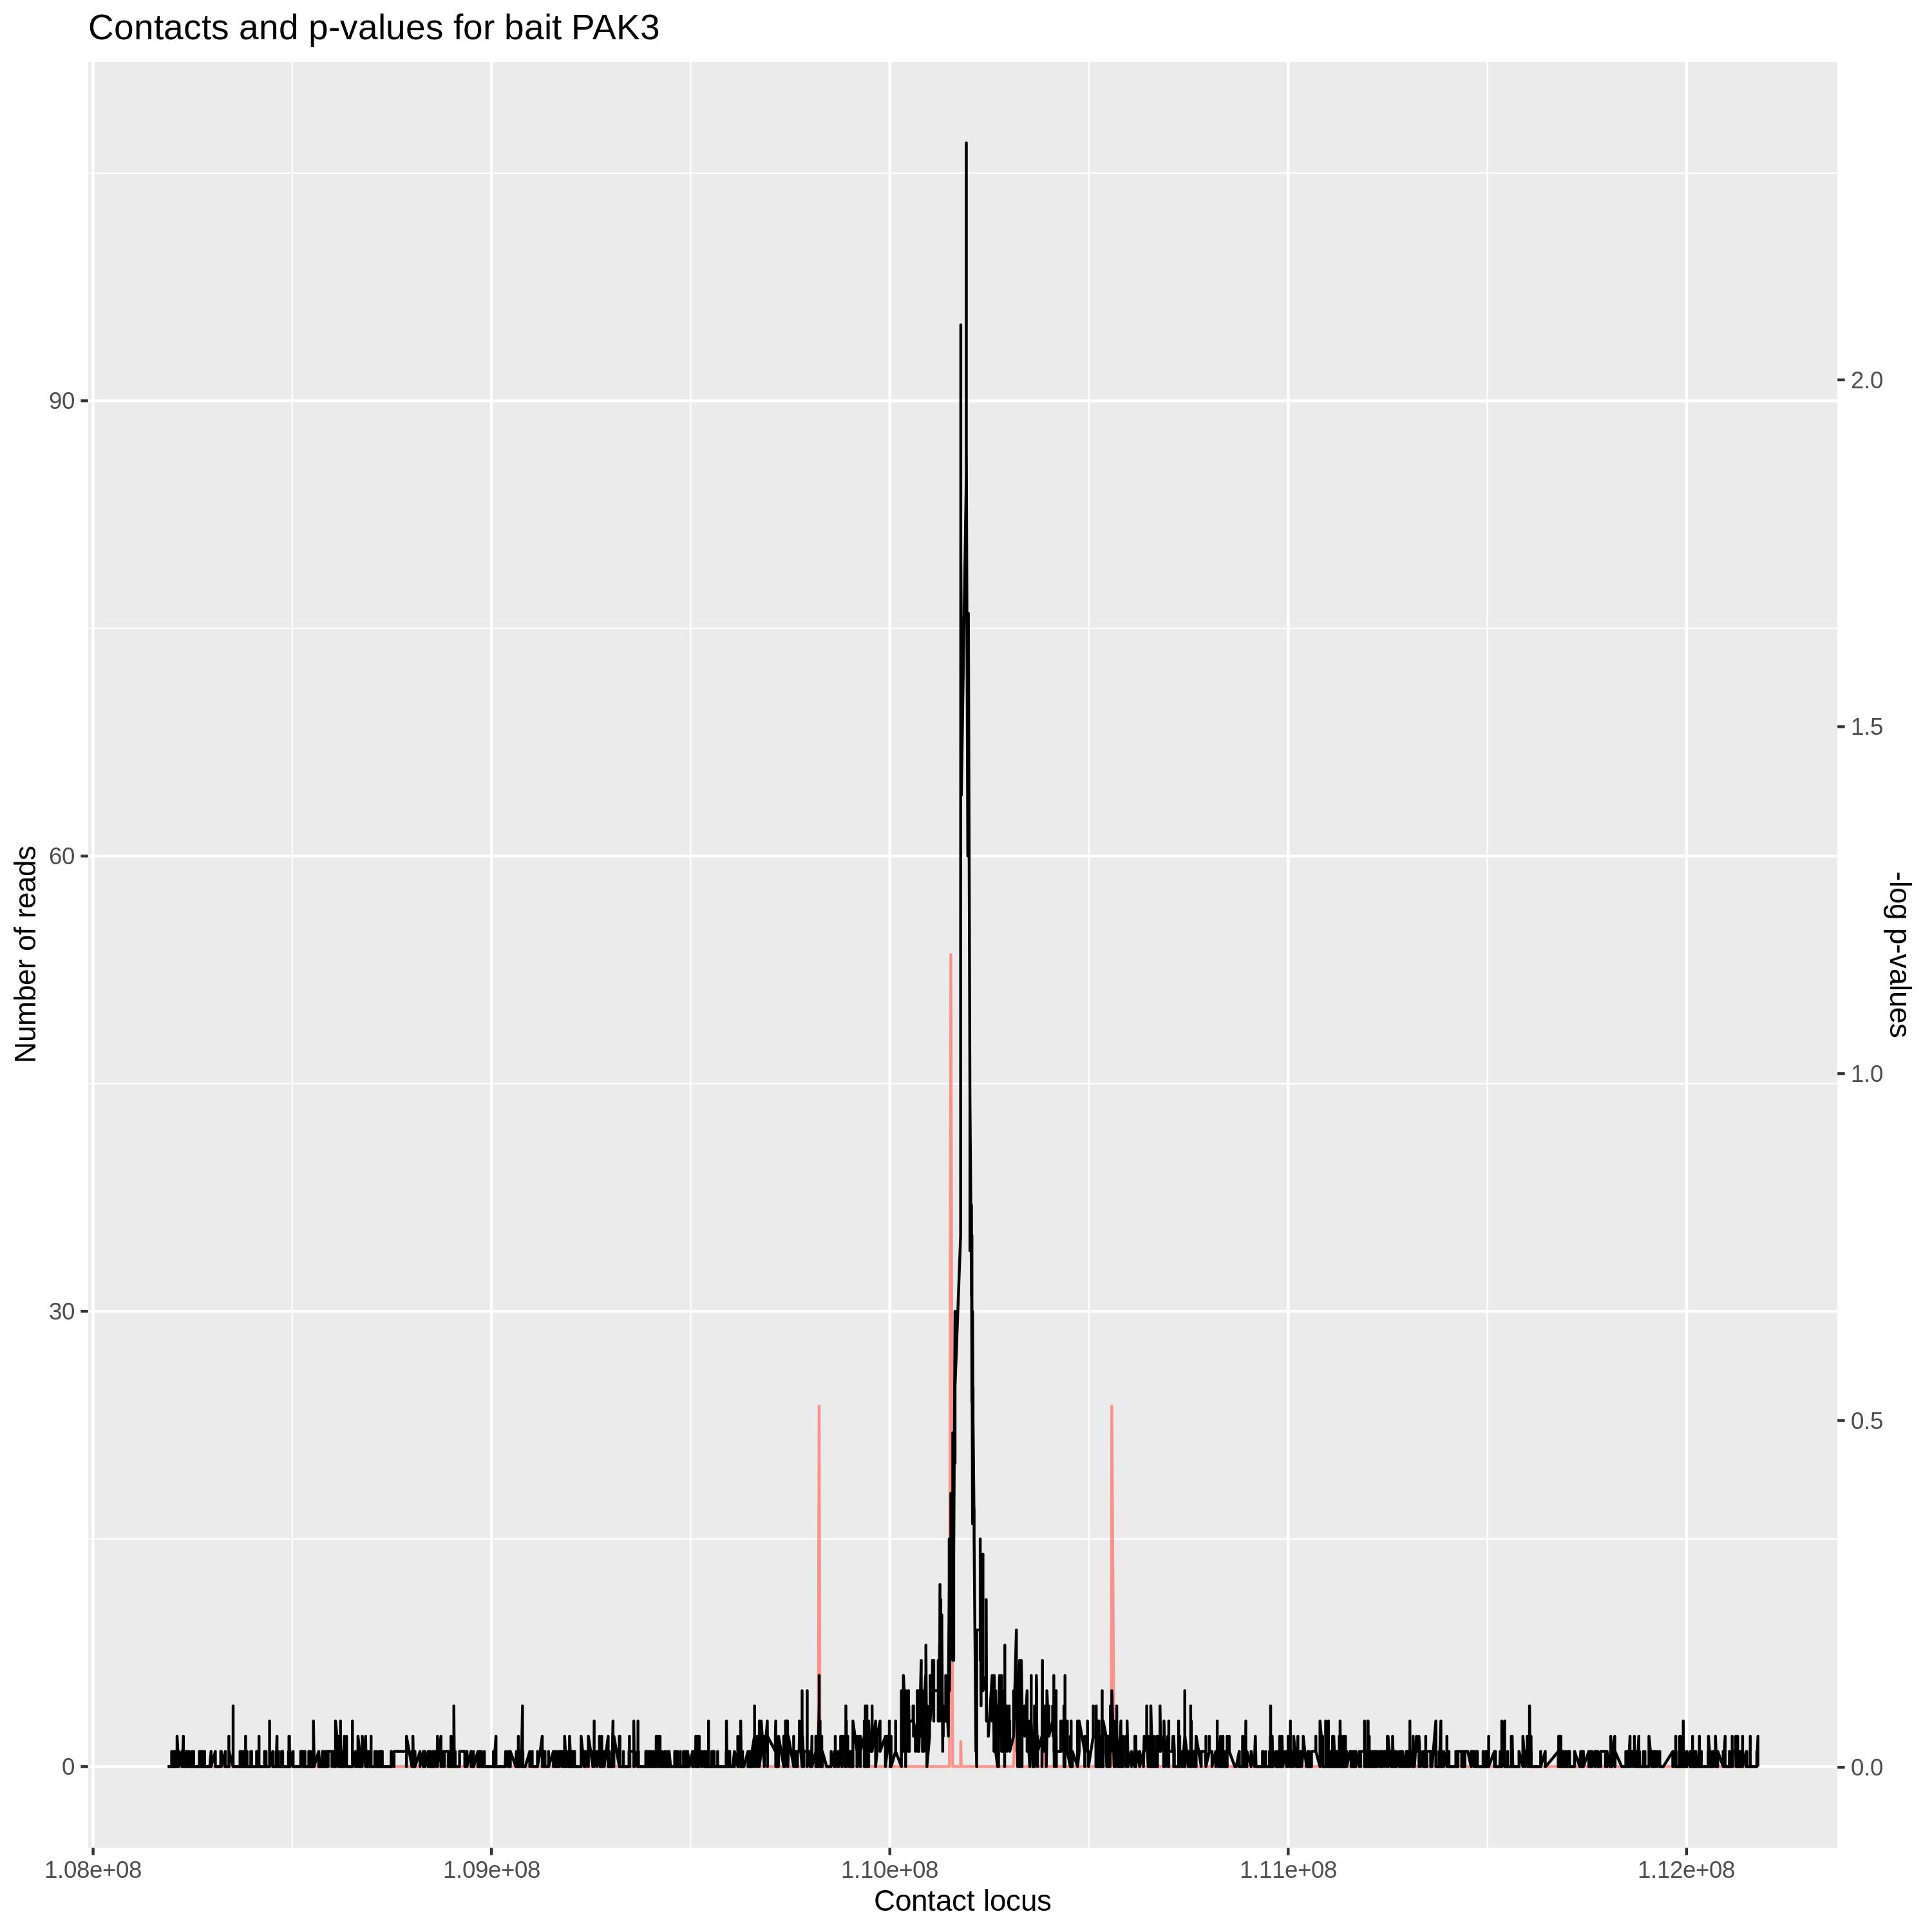 Contacts and p-values for bait PAK3
90
60
30
0
Number of reads
2.0
1.5
1.0
0.5
0.0
-log p-values
1.08e+08 1.09e+08 1.10e+08 1.11e+08 1.12e+08
Contact locus